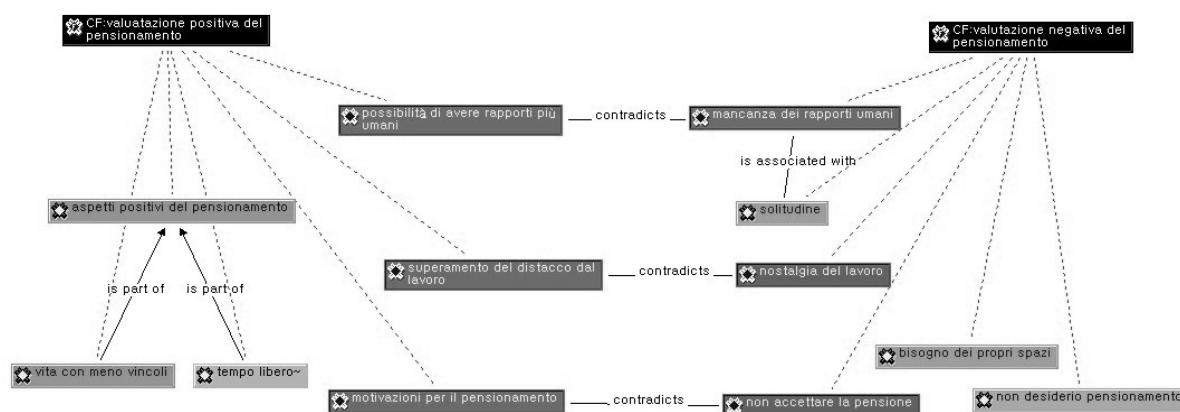 CF:valuatazione positiva del
pensionamento
CF:valutazione negativa del
pensionamento
possibilità di avere rapporti più
umani
contradicts
mancanza dei rapporti umani
is associated with
aspetti positivi del pensionamento
solitudine
superamento del distacco dal
lavoro
contradicts
nostalgia del lavoro
is part of
is part of
bisogno dei propri spazi
vita con meno vincoli
tempo libero~
motivazioni per il pensionamento
contradicts
non accettare la pensione
non desiderio pensionamento